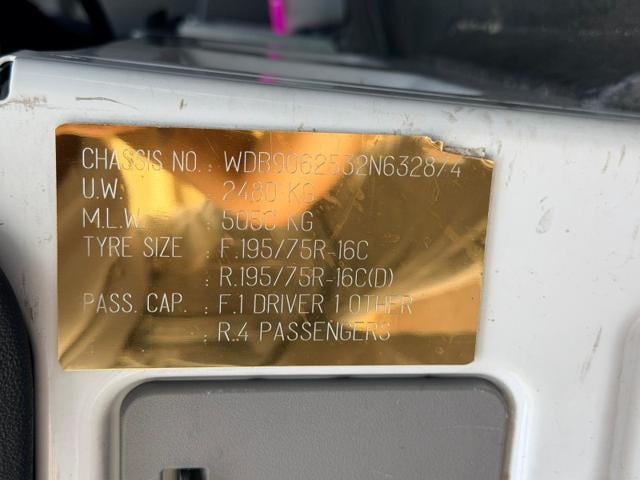 CHASSIS NO. : WDB9062532N632874
U.W. : 2480 KG
M.L.W. : 5050 KG
TYRE SIZE : F.195/75R-16C
: R.195/75R-16C(D)
PASS. CAP. : F.1 DRIVER 1 OTHER
: R.4 PASSENGERS